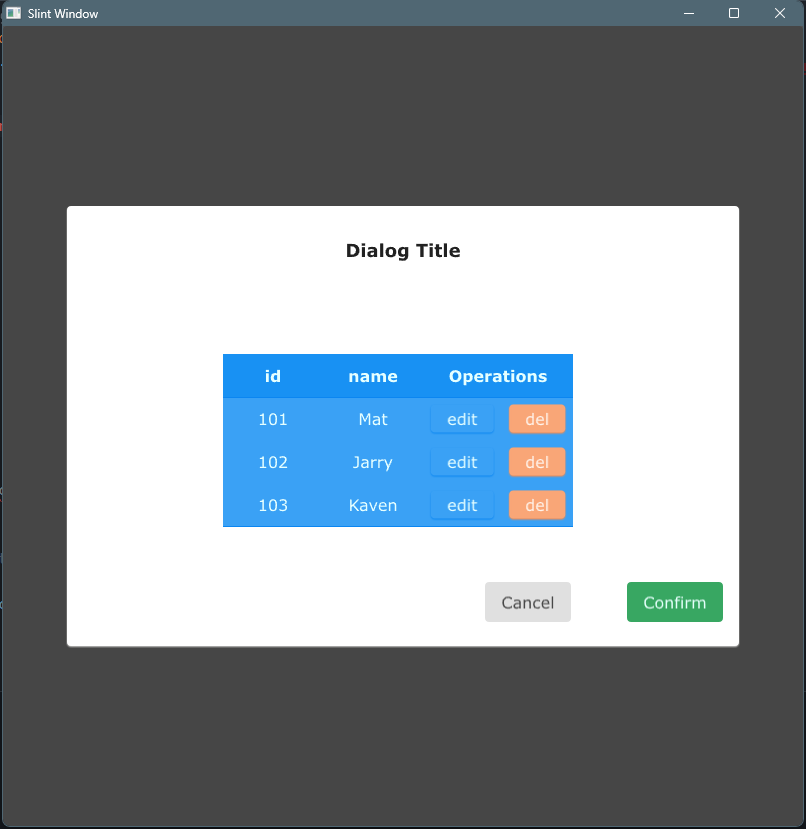 Slint Window
Dialog Title
id name Operations
101 Mat edit del
102 Jarry edit del
103 Kaven edit del
Cancel Confirm